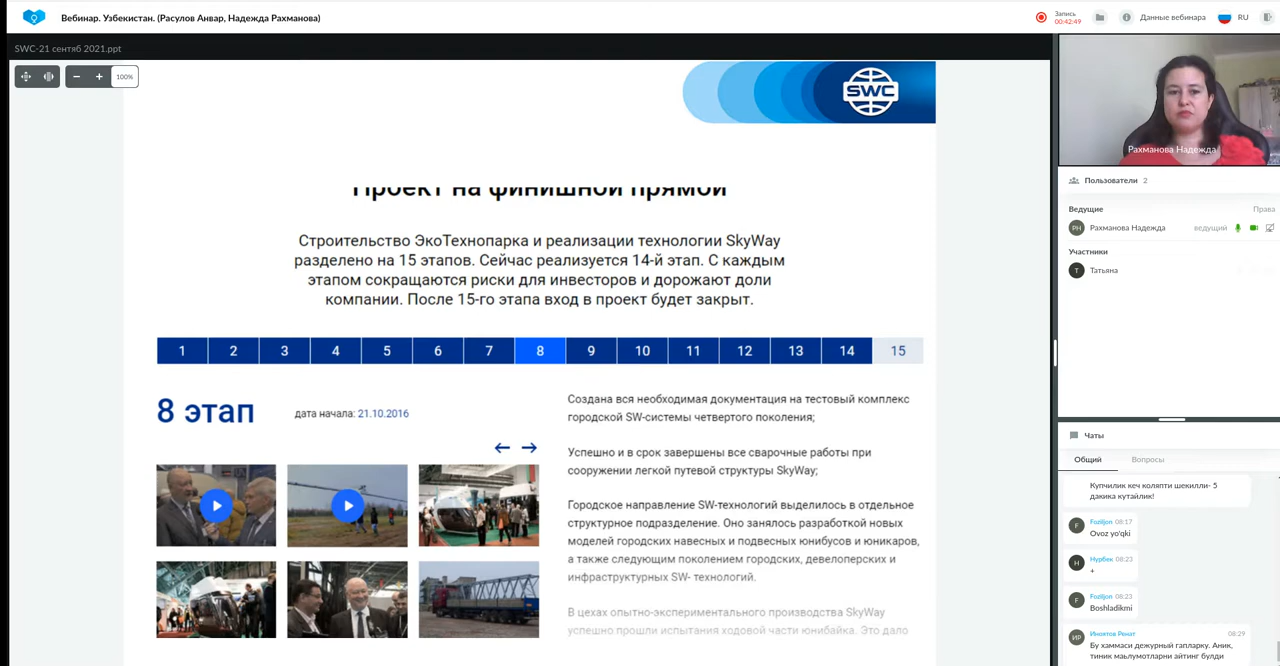 Вебинар. Узбекистан. (Расулов Анвар, Надежда Рахманова)
Запись
00:42:49
Данные вебинара
RU
SWC-21 сентяб 2021.ppt
100%
SWC
Проект на финишной прямой
Строительство ЭкоТехнопарка и реализации технологии SkyWay
разделено на 15 этапов. Сейчас реализуется 14-й этап. С каждым
этапом сокращаются риски для инвесторов и дорожают доли
компании. После 15-го этапа вход в проект будет закрыт.
1 2 3 4 5 6 7 8 9 10 11 12 13 14 15
8 этап
дата начала: 21.10.2016
Создана вся необходимая документация на тестовый комплекс
городской SW-системы четвертого поколения;
Успешно и в срок завершены все сварочные работы при
сооружении легкой путевой структуры SkyWay;
Городское направление SW-технологий выделилось в отдельное
структурное подразделение. Оно занялось разработкой новых
моделей городских навесных и подвесных юнибусов и юникаров,
а также следующим поколением городских, девелоперских и
инфраструктурных SW- технологий.
В цехах опытно-экспериментального производства SkyWay
успешно прошли испытания ходовой части юнибайка. Это дало
Рахманова Надежда
Пользователи 2
Ведущие
Права
РН
Рахманова Надежда
ведущий
Участники
Т
Татьяна
Чаты
Общий
Вопросы
Купчилик кеч коляпти шекилли- 5
дакика кутайлик!
F
Foziljon 08:17
Ovoz yo'qki
Н
Нурбек 08:23
+
F
Foziljon 08:23
Boshladikmi
ИР
Иноятов Ренат 08:29
Бу хаммаси дежурный гапларку. Аник,
тиник маьлумотларни айтинг булди